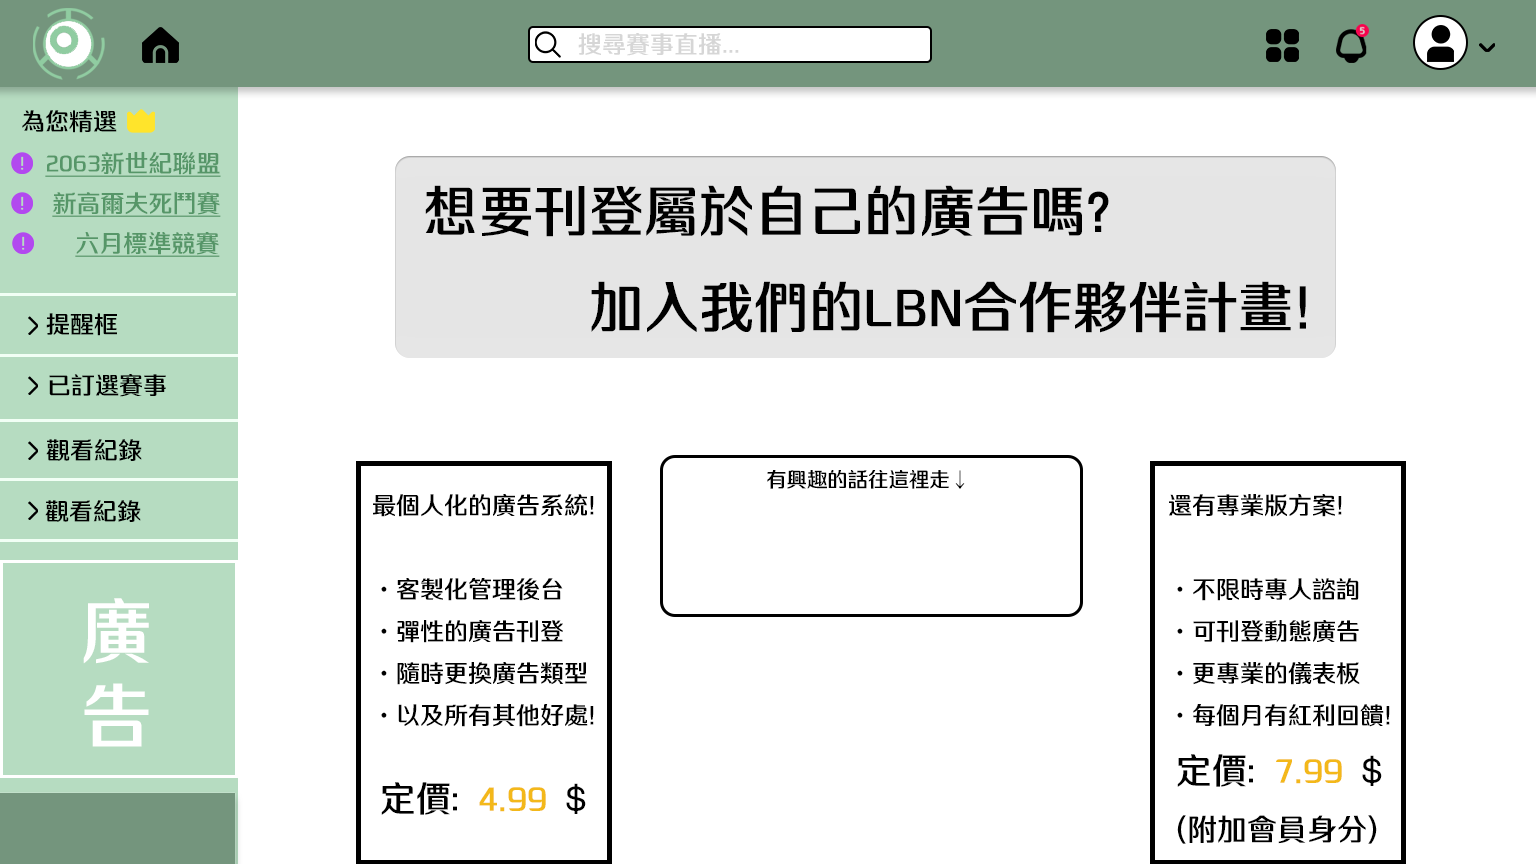 搜尋賽事直播...
5
為您精選
2063新世紀聯盟
新高爾夫死鬥賽
六月標準競賽
提醒框
已訂選賽事
觀看紀錄
觀看紀錄
廣
告
想要刊登屬於自己的廣告嗎?
加入我們的LBN合作夥伴計畫!
最個人化的廣告系統!
・客製化管理後台
・彈性的廣告刊登
・隨時更換廣告類型
・以及所有其他好處!
定價: 4.99 $
有興趣的話往這裡走↓
還有專業版方案!
・不限時專人諮詢
・可刊登動態廣告
・更專業的儀表板
・每個月有紅利回饋!
定價: 7.99 $
(附加會員身分)